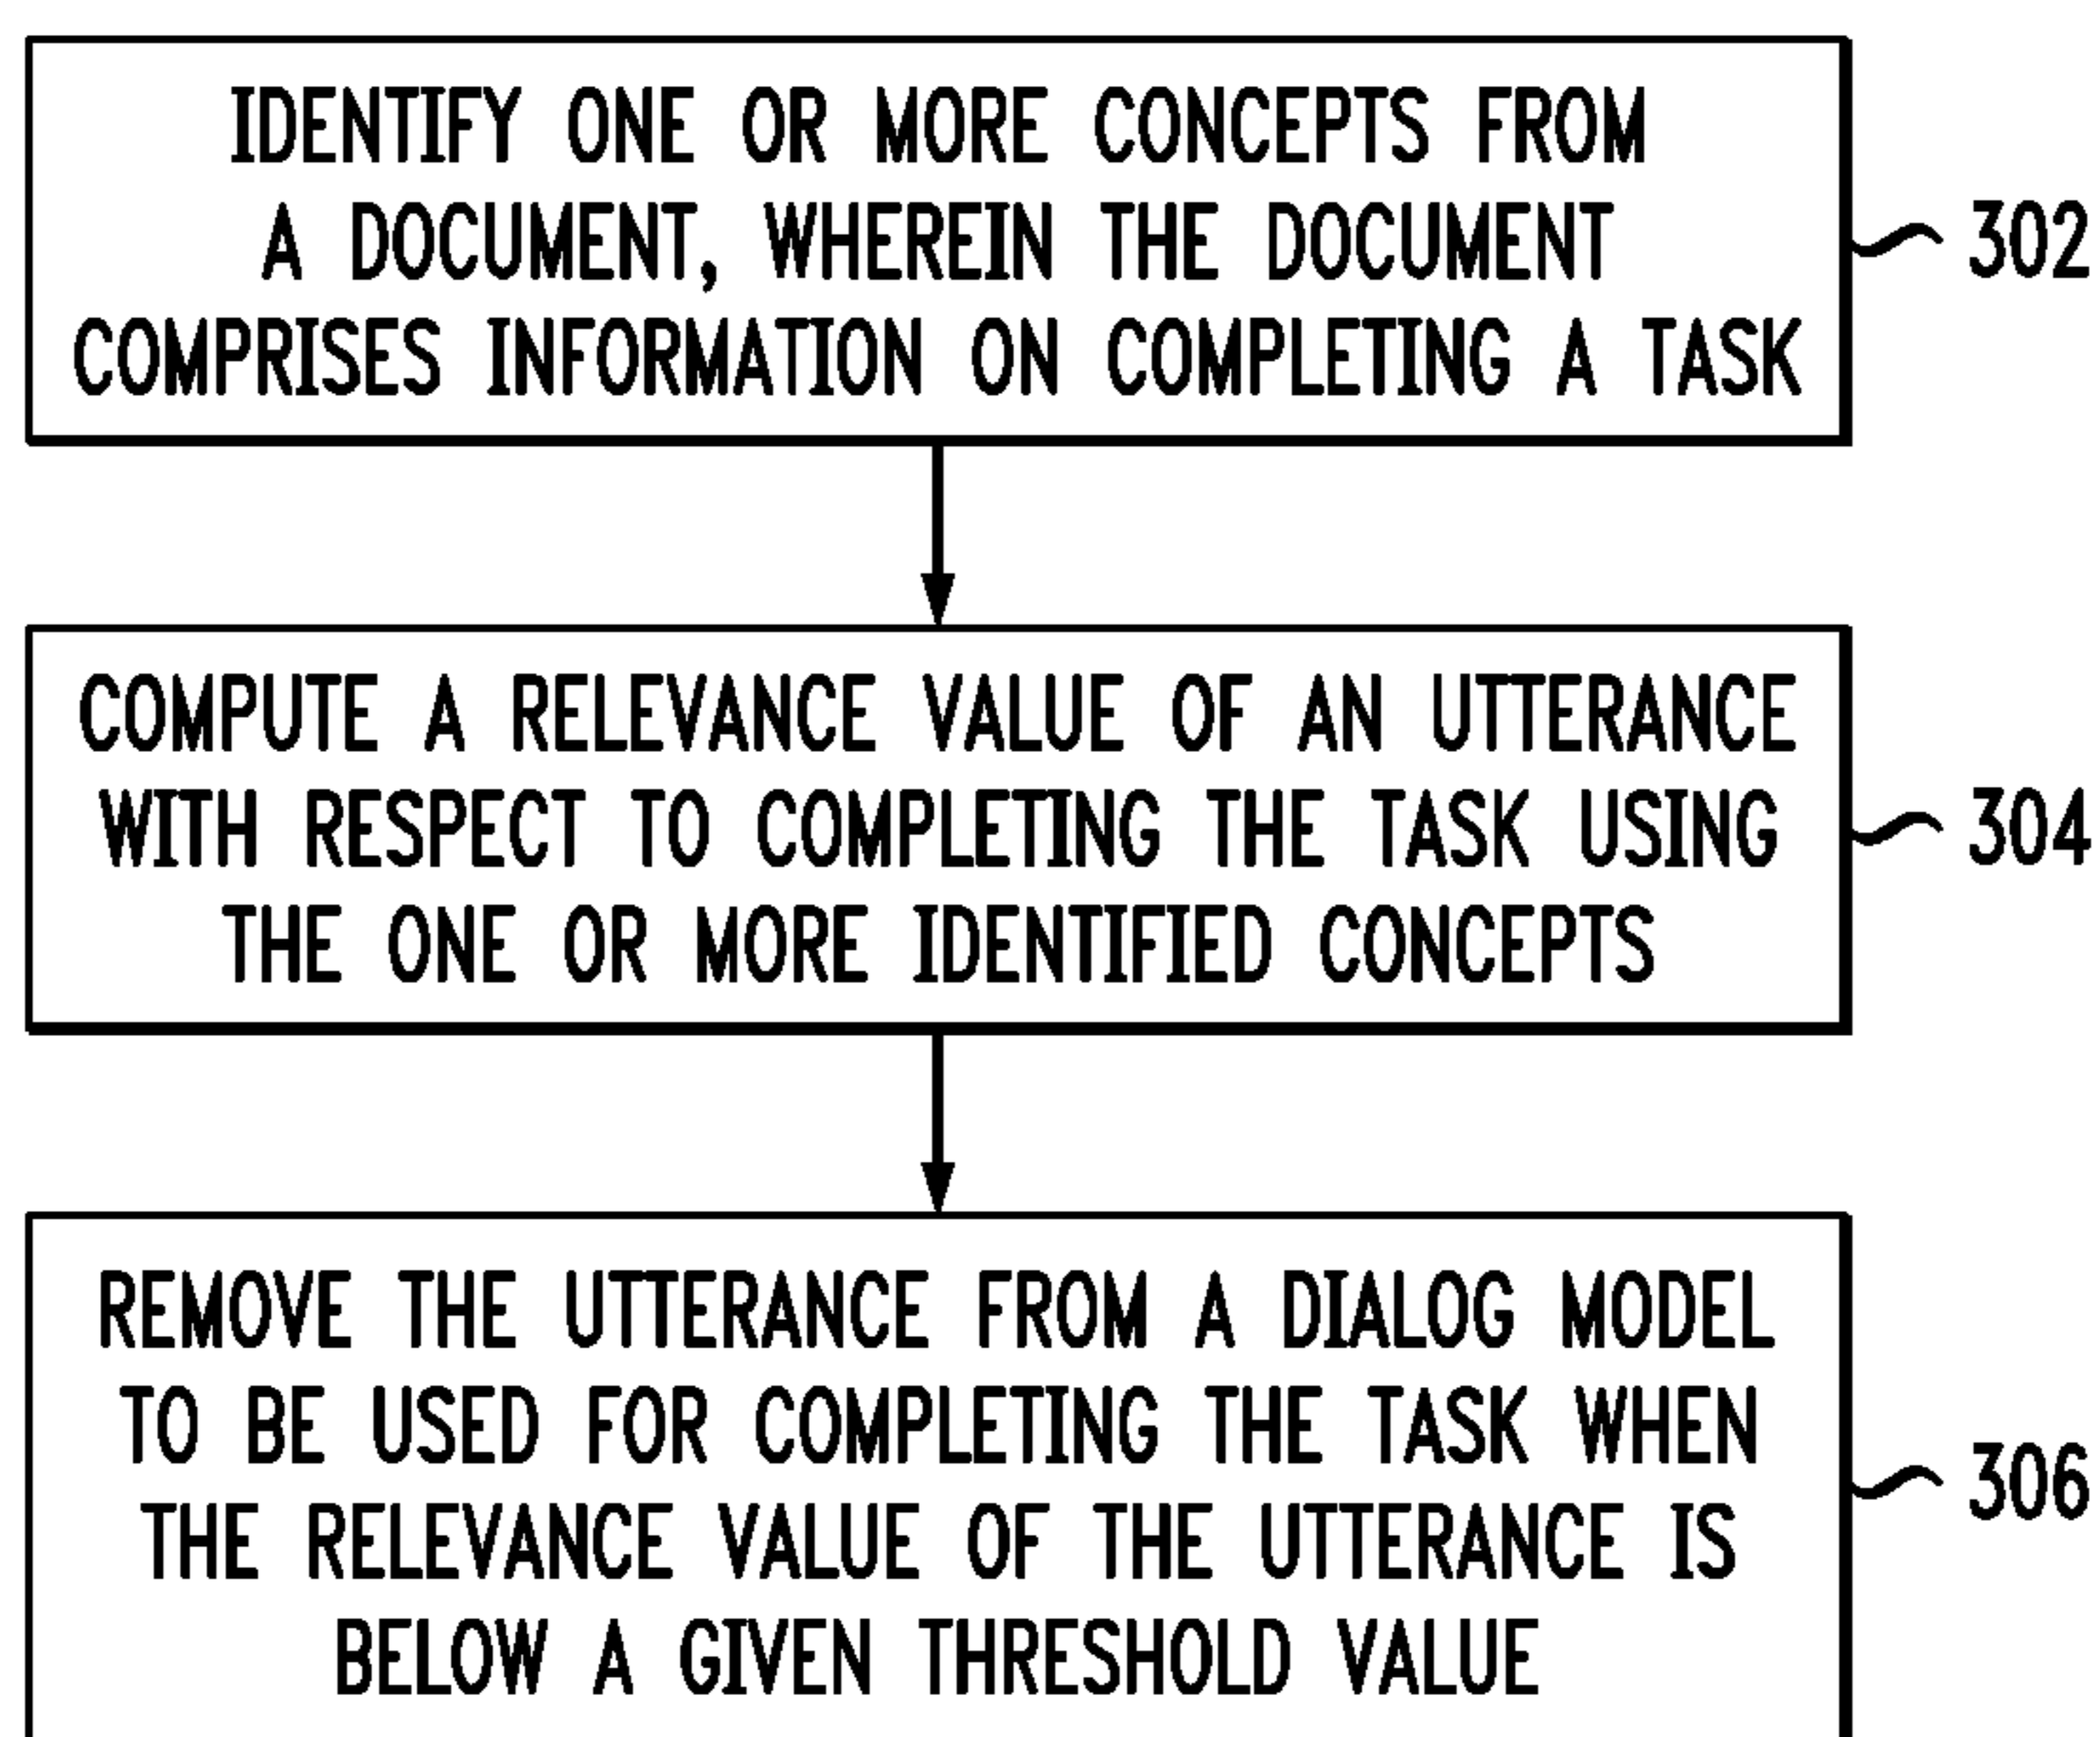 IDENTIFY ONE OR MORE CONCEPTS FROM
A DOCUMENT, WHEREIN THE DOCUMENT
COMPRISES INFORMATION ON COMPLETING A TASK
302
COMPUTE A RELEVANCE VALUE OF AN UTTERANCE
WITH RESPECT TO COMPLETING THE TASK USING
THE ONE OR MORE IDENTIFIED CONCEPTS
304
REMOVE THE UTTERANCE FROM A DIALOG MODEL
TO BE USED FOR COMPLETING THE TASK WHEN
THE RELEVANCE VALUE OF THE UTTERANCE IS
BELOW A GIVEN THRESHOLD VALUE
306